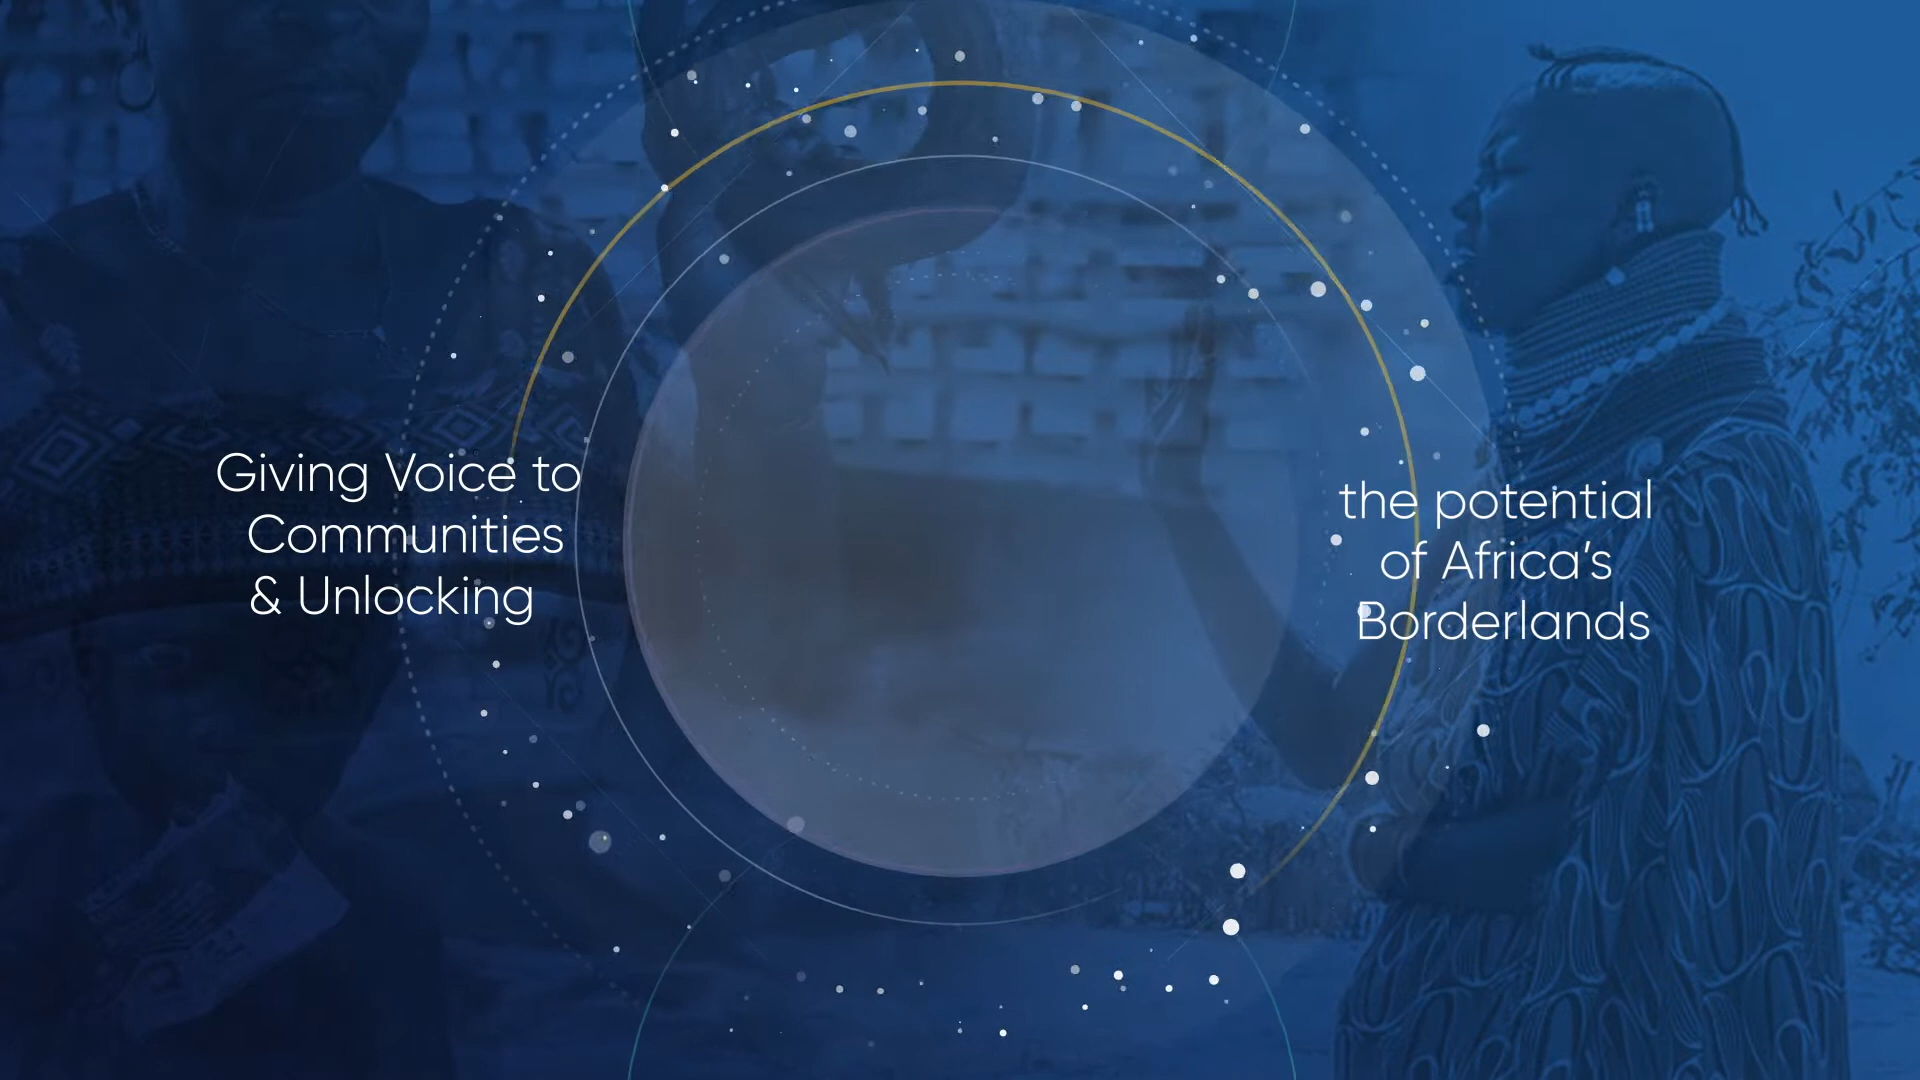 Giving Voice to
Communities
& Unlocking
the potential
of Africa’s
Borderlands